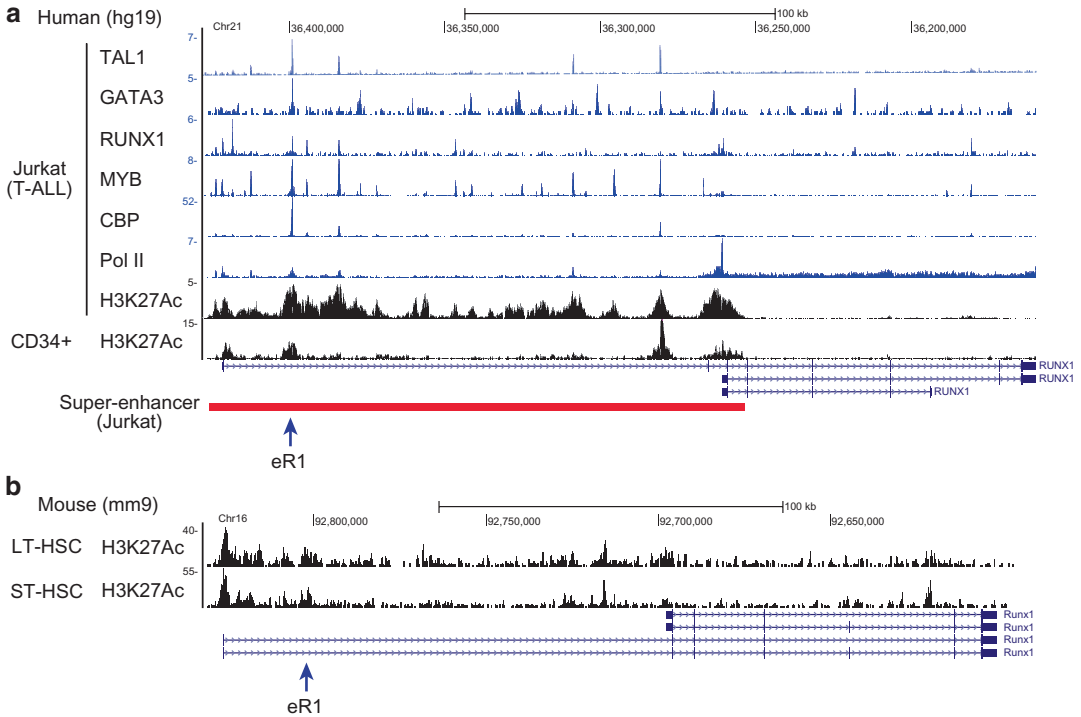 a Human (hg19)
100 kb
Chr21 36,400,000 36,350,000 36,300,000 36,250,000 36,200,000
7-
TAL1
5-
GATA3
6-
RUNX1
8-
Jurkat
(T-ALL)
MYB
52-
CBP
7-
Pol II
5-
H3K27Ac
15-
CD34+ H3K27Ac
RUNX1
RUNX1
RUNX1
Super-enhancer
(Jurkat)
eR1
b Mouse (mm9)
100 kb
Chr16 92,800,000 92,750,000 92,700,000 92,650,000
40-
LT-HSC H3K27Ac
55-
ST-HSC H3K27Ac
Runx1
Runx1
Runx1
Runx1
eR1